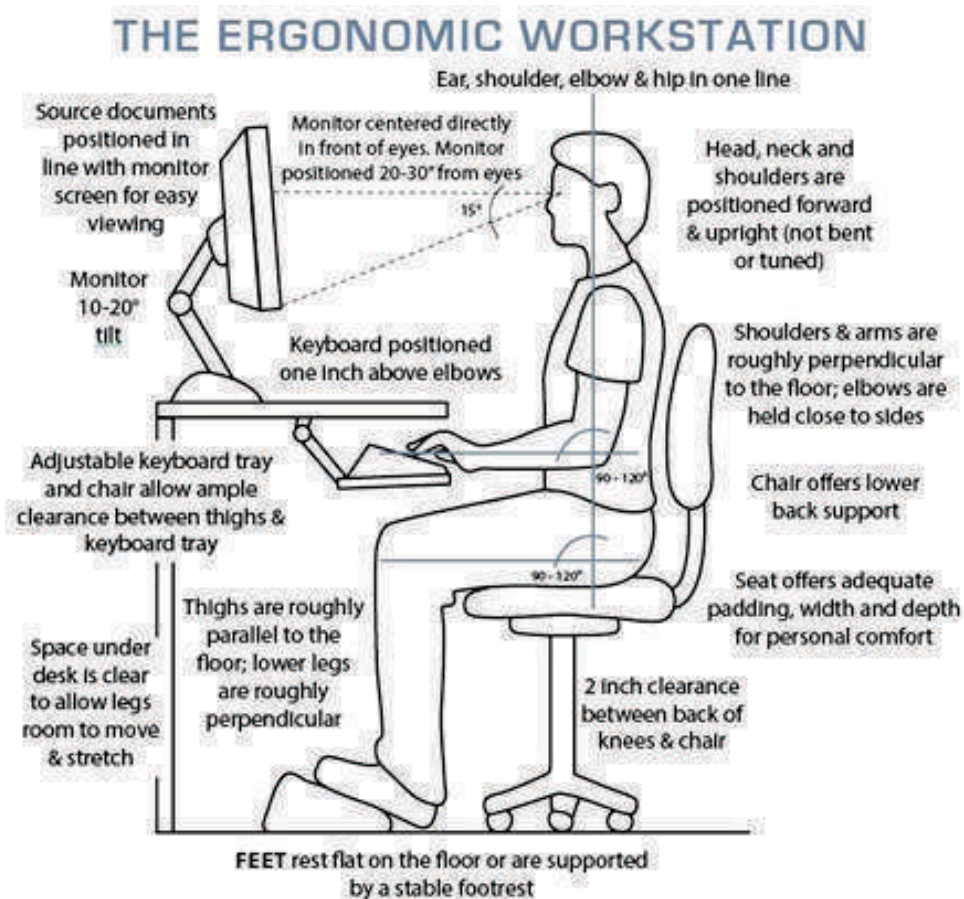 THE ERGONOMIC WORKSTATION
Ear, shoulder, elbow & hip in one line
Source documents
positioned in
line with monitor
screen for easy
viewing
Monitor centered directly
in front of eyes. Monitor
positioned 20-30" from eyes
15°
Head, neck and
shoulders are
positioned forward
& upright (not bent
or tuned)
Monitor
10-20°
tilt
Keyboard positioned
one inch above elbows
Shoulders & arms are
roughly perpendicular
to the floor; elbows are
held close to sides
Adjustable keyboard tray
and chair allow ample
clearance between thighs &
keyboard tray
90 - 120°
Chair offers lower
back support
90 - 120°
Seat offers adequate
padding, width and depth
for personal comfort
Thighs are roughly
parallel to the
floor; lower legs
are roughly
perpendicular
Space under
desk is clear
to allow legs
room to move
& stretch
2 inch clearance
between back of
knees & chair
FEET rest flat on the floor or are supported
by a stable footrest